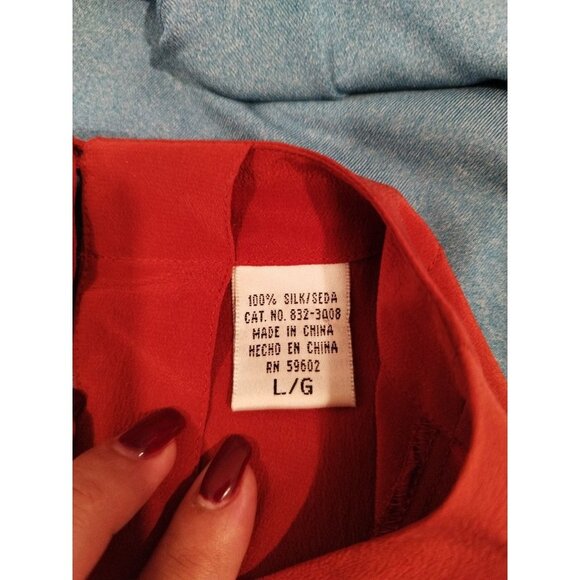 100% SILK/SEDA
CAT. NO. 832-3008
MADE IN CHINA
HECHO EN CHINA
RN 59602
L/G